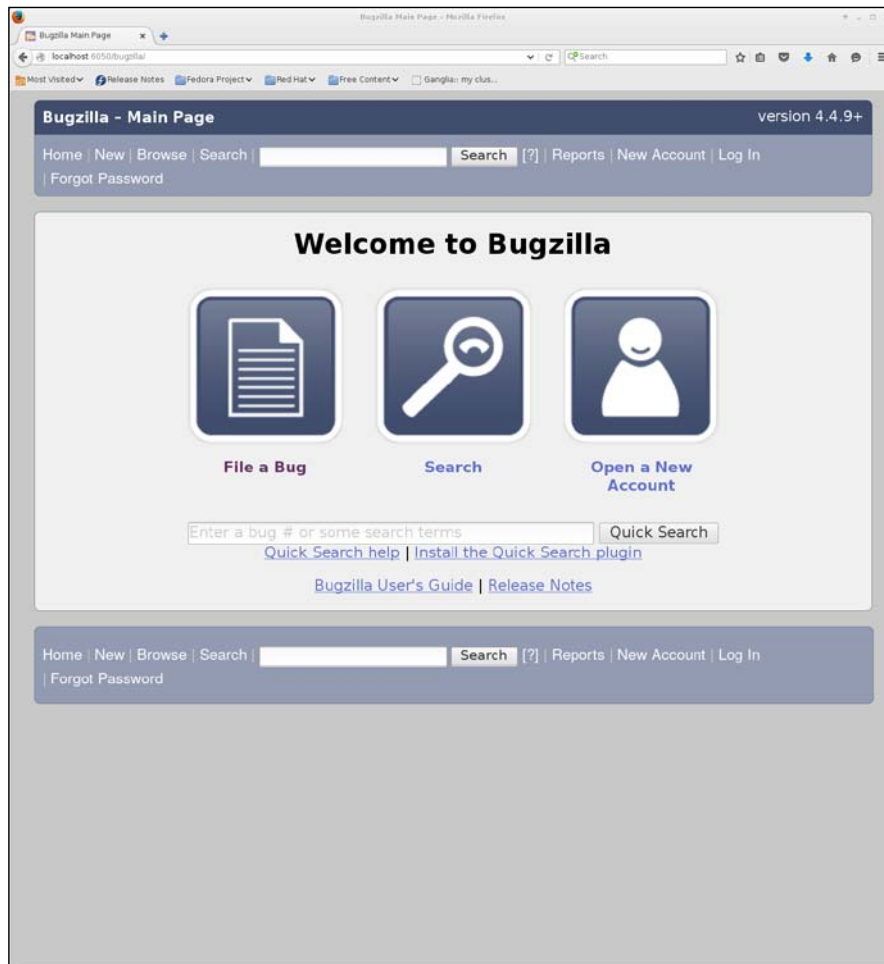 Bugzilla Main Page - Mozilla Firefox
Bugzilla Main Page
localhost:6050/bugzilla/
Search
Most Visited
Release Notes
Fedora Project
Red Hat
Free Content
Ganglia:: my clus...
Bugzilla – Main Page
version 4.4.9+
Home | New | Browse | Search | Search [?] | Reports | New Account | Log In
| Forgot Password
Welcome to Bugzilla
File a Bug
Search
Open a New
Account
Enter a bug # or some search terms
Quick Search
Quick Search help | Install the Quick Search plugin
Bugzilla User's Guide | Release Notes
Home | New | Browse | Search | Search [?] | Reports | New Account | Log In
| Forgot Password